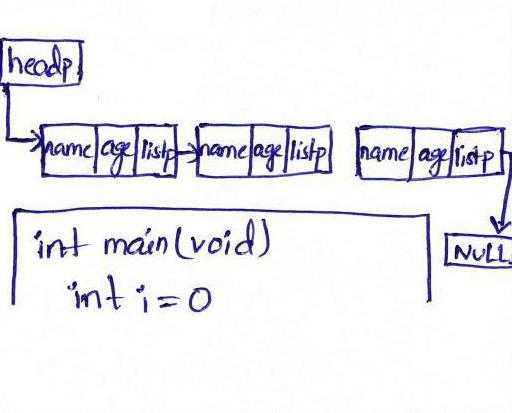 headp
name age listp name age listp name age listp
int main(void)
NULL
int i = 0